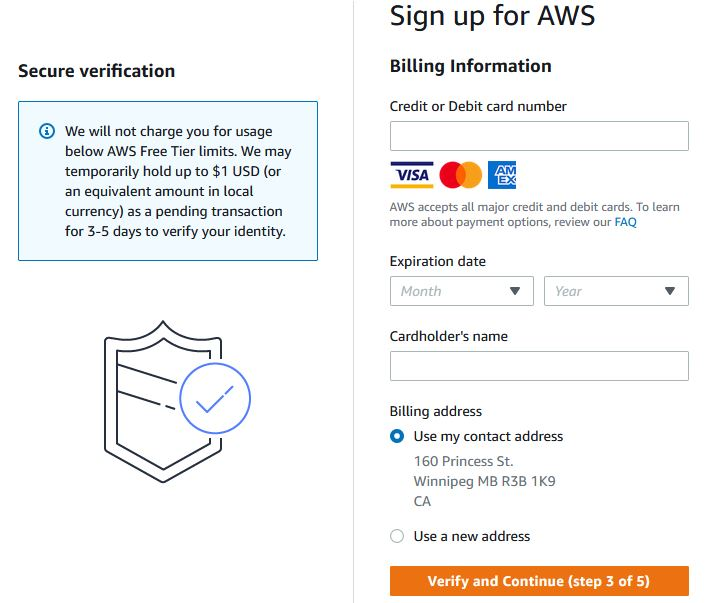 Sign up for AWS
Secure verification
We will not charge you for usage
below AWS Free Tier limits. We may
temporarily hold up to $1 USD (or
an equivalent amount in local
currency) as a pending transaction
for 3-5 days to verify your identity.
Billing Information
Credit or Debit card number
VISA
AM
EX
AWS accepts all major credit and debit cards. To learn
more about payment options, review our FAQ
Expiration date
Month
Year
Cardholder's name
Billing address
Use my contact address
160 Princess St.
Winnipeg MB R3B 1K9
CA
Use a new address
Verify and Continue (step 3 of 5)